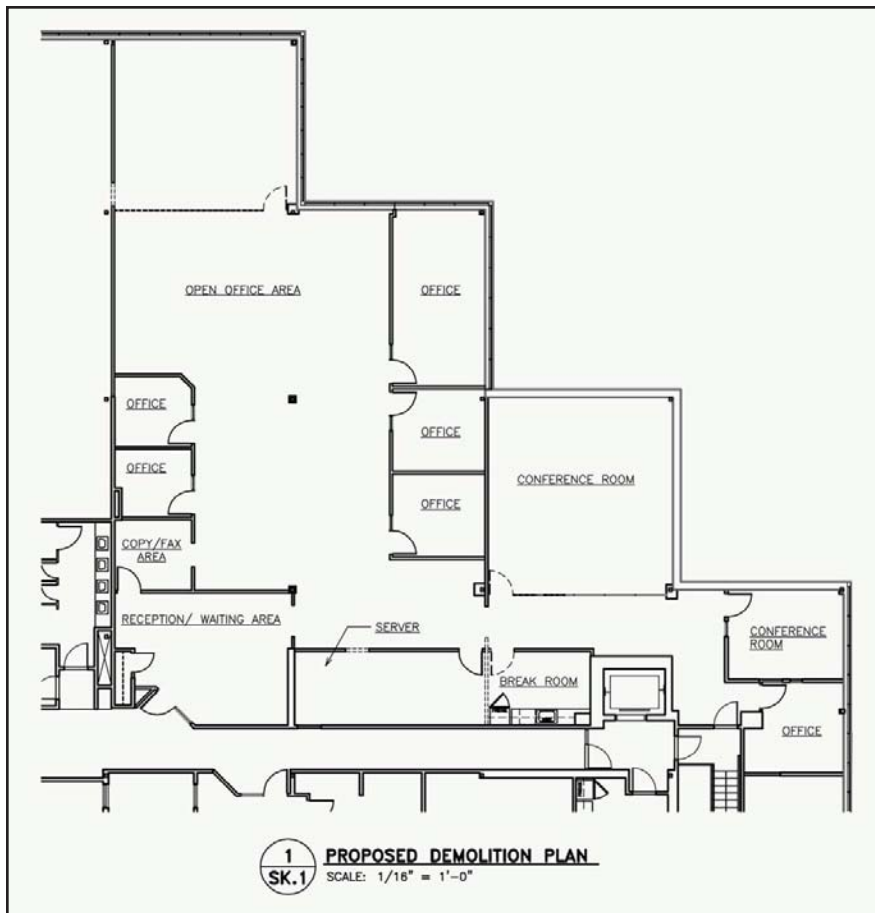 OPEN OFFICE AREA
OFFICE
OFFICE
OFFICE
OFFICE
CONFERENCE ROOM
OFFICE
OFFICE
COPY/FAX
AREA
RECEPTION/ WAITING AREA
SERVER
CONFERENCE
ROOM
BREAK ROOM
OFFICE
1
SK.1
PROPOSED DEMOLITION PLAN
SCALE: 1/16" = 1'-0"